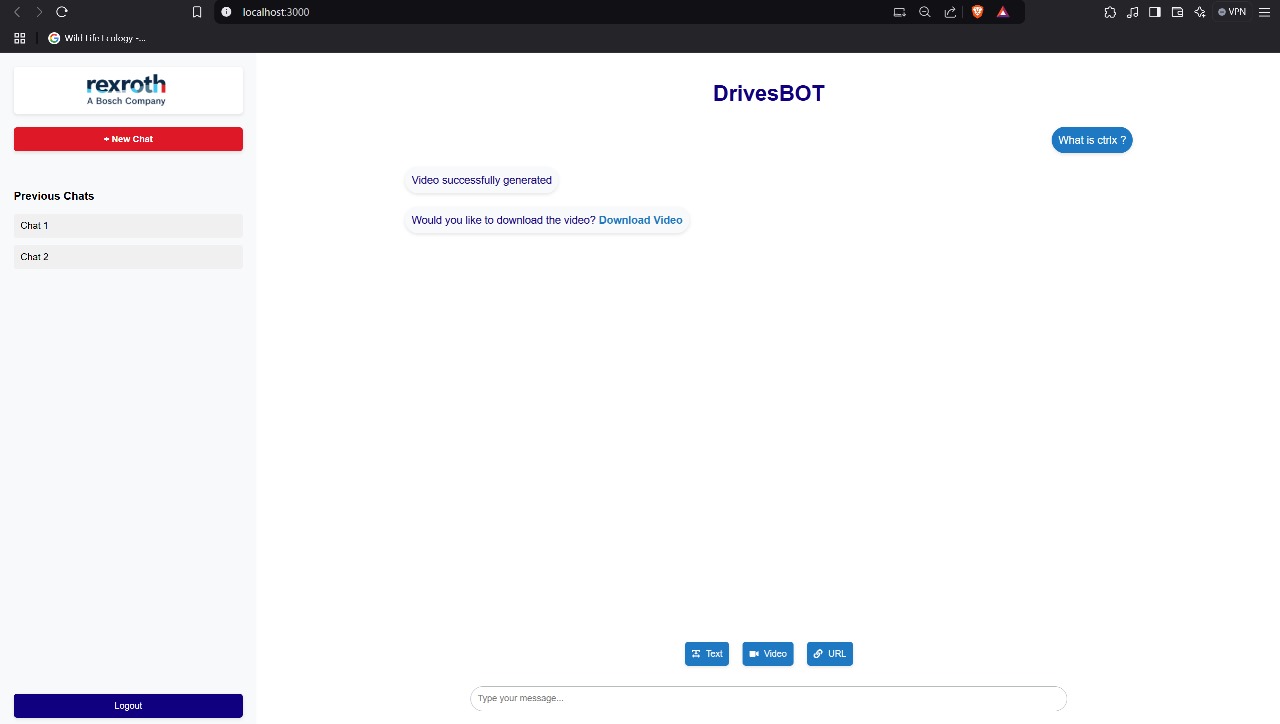 localhost:3000
VPN
Wild Life Ecology -...
rexroth
A Bosch Company
+ New Chat
Previous Chats
Chat 1
Chat 2
Logout
DrivesBOT
What is ctrlx ?
Video successfully generated
Would you like to download the video? Download Video
Text
Video
URL
Type your message...